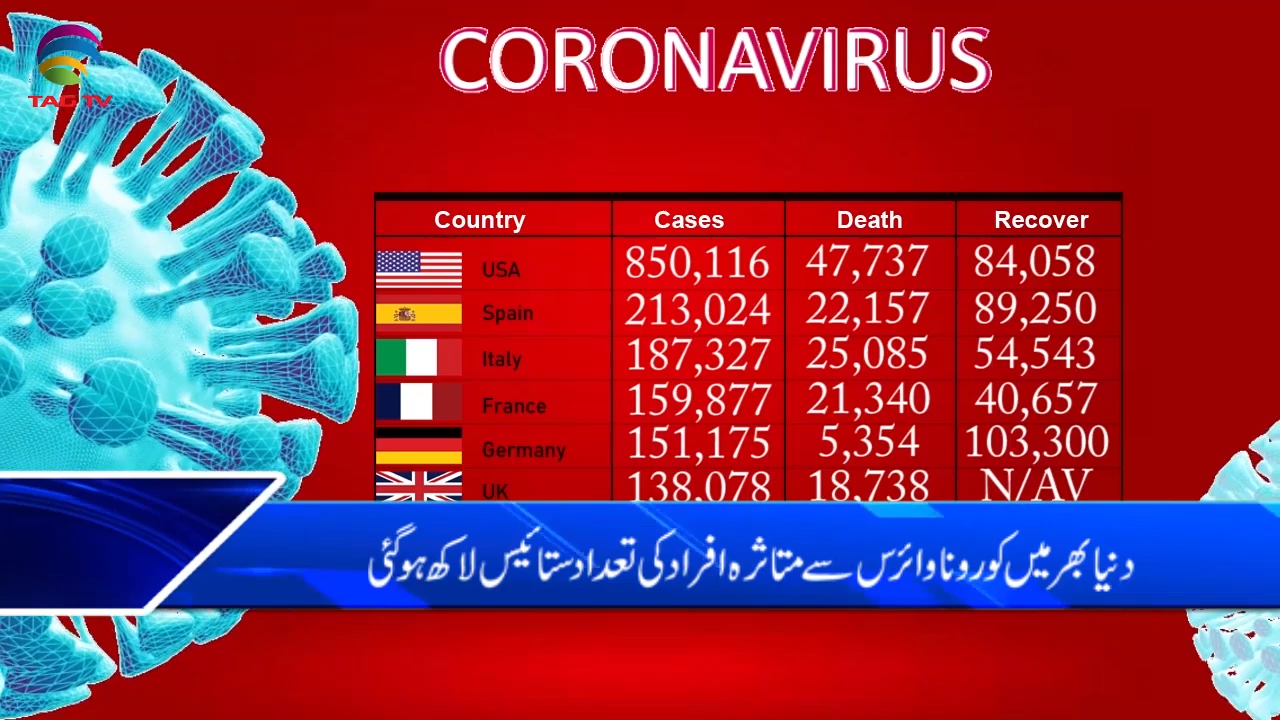 CORONAVIRUS
TAG TV
Country Cases Death Recover
USA 850,116 47,737 84,058
Spain 213,024 22,157 89,250
Italy 187,327 25,085 54,543
France 159,877 21,340 40,657
Germany 151,175 5,354 103,300
UK 138,078 18,738 N/AV
دنیا بھر میں کورونا وائرس سے متاثرہ افراد کی تعداد ستائیس لاکھ ہو گئی